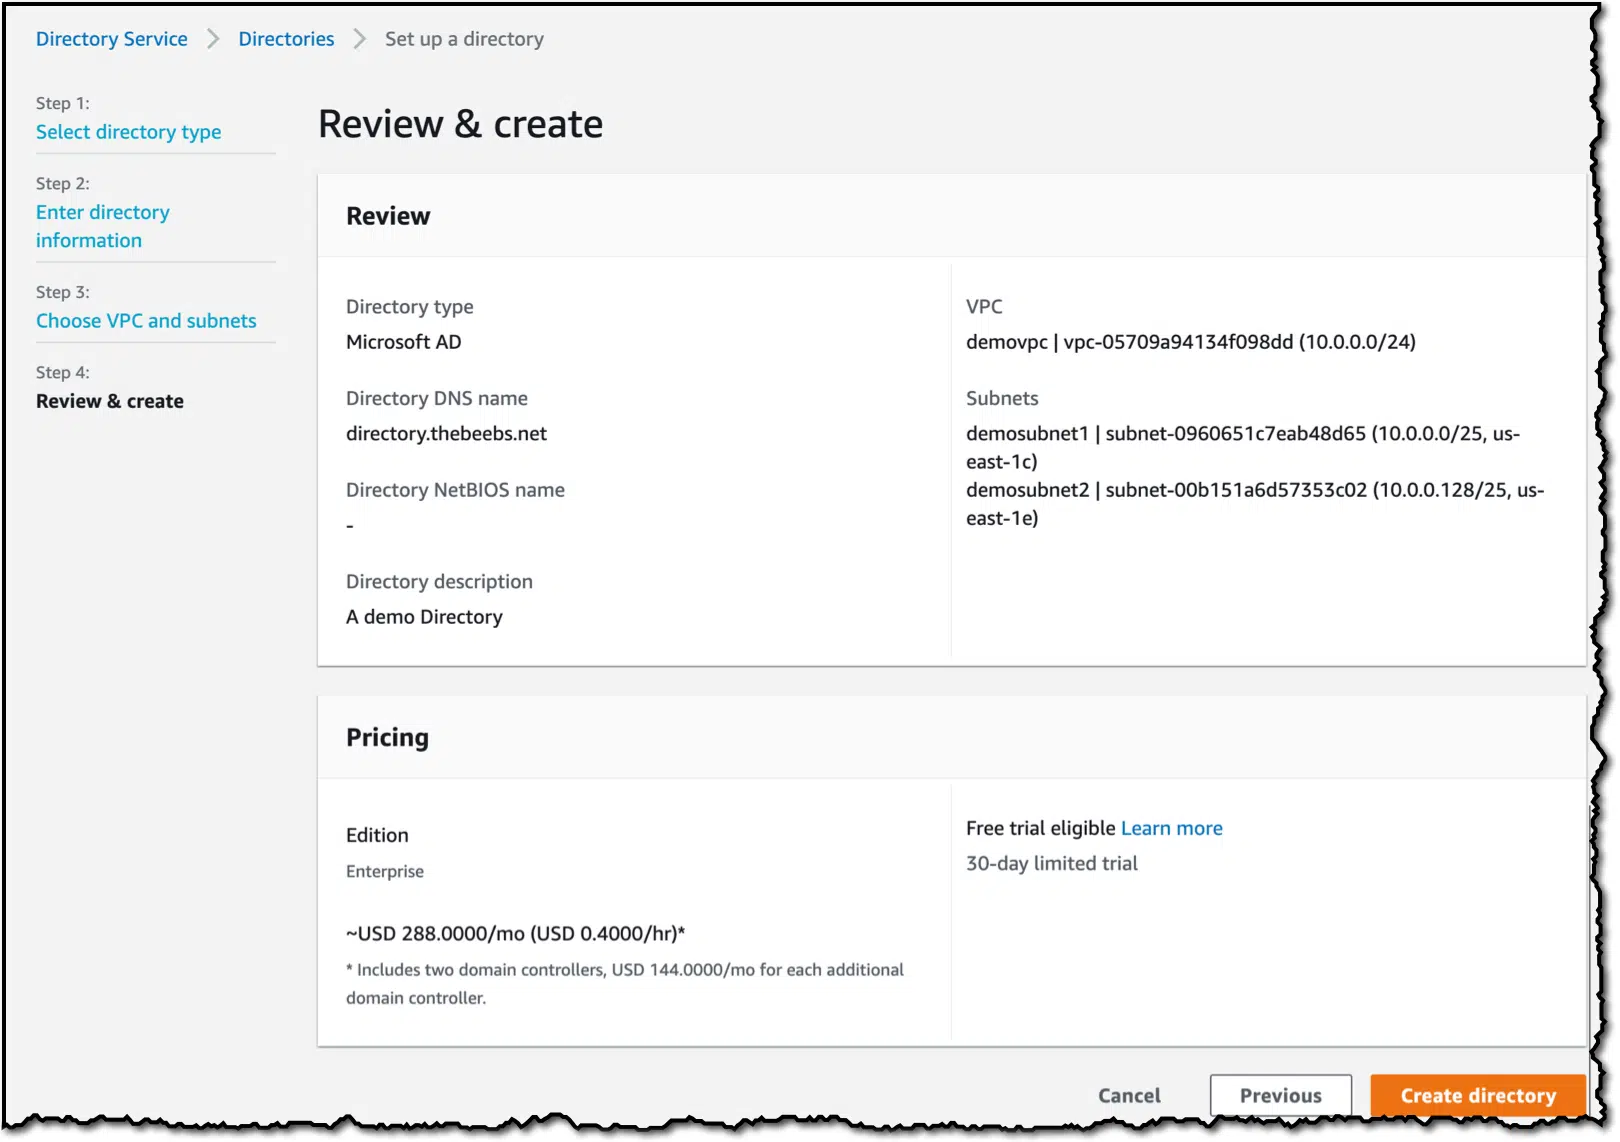 Directory Service > Directories > Set up a directory
Step 1:
Select directory type
Step 2:
Enter directory
information
Step 3:
Choose VPC and subnets
Step 4:
Review & create
Review & create
Review
Directory type
Microsoft AD
Directory DNS name
directory.thebeebs.net
Directory NetBIOS name
-
Directory description
A demo Directory
VPC
demovpc | vpc-05709a94134f098dd (10.0.0.0/24)
Subnets
demosubnet1 | subnet-0960651c7eab48d65 (10.0.0.0/25, us-
east-1c)
demosubnet2 | subnet-00b151a6d57353c02 (10.0.0.128/25, us-
east-1e)
Pricing
Edition
Enterprise
~USD 288.0000/mo (USD 0.4000/hr)*
* Includes two domain controllers, USD 144.0000/mo for each additional
domain controller.
Free trial eligible Learn more
30-day limited trial
Cancel
Previous
Create directory